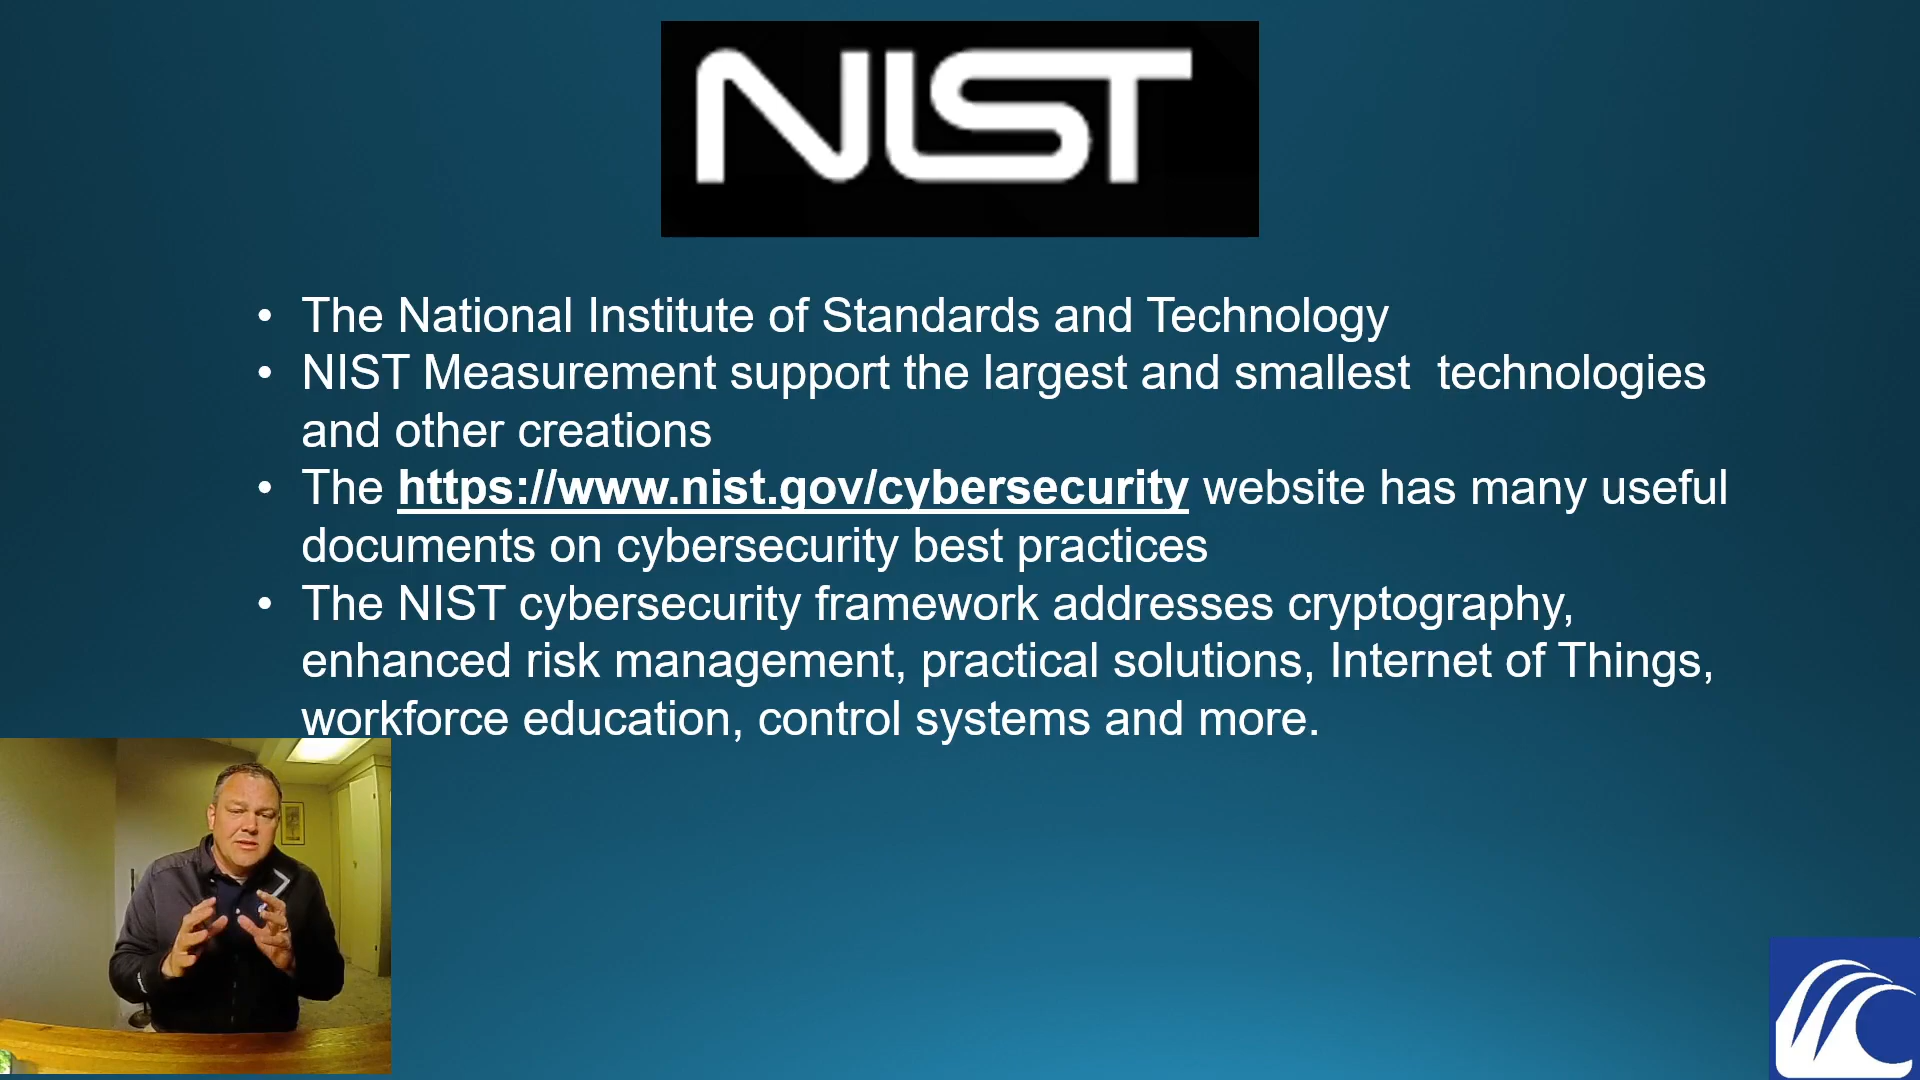 NIST
• The National Institute of Standards and Technology
• NIST Measurement support the largest and smallest  technologies
and other creations
• The https://www.nist.gov/cybersecurity website has many useful
documents on cybersecurity best practices
• The NIST cybersecurity framework addresses cryptography,
enhanced risk management, practical solutions, Internet of Things,
workforce education, control systems and more.